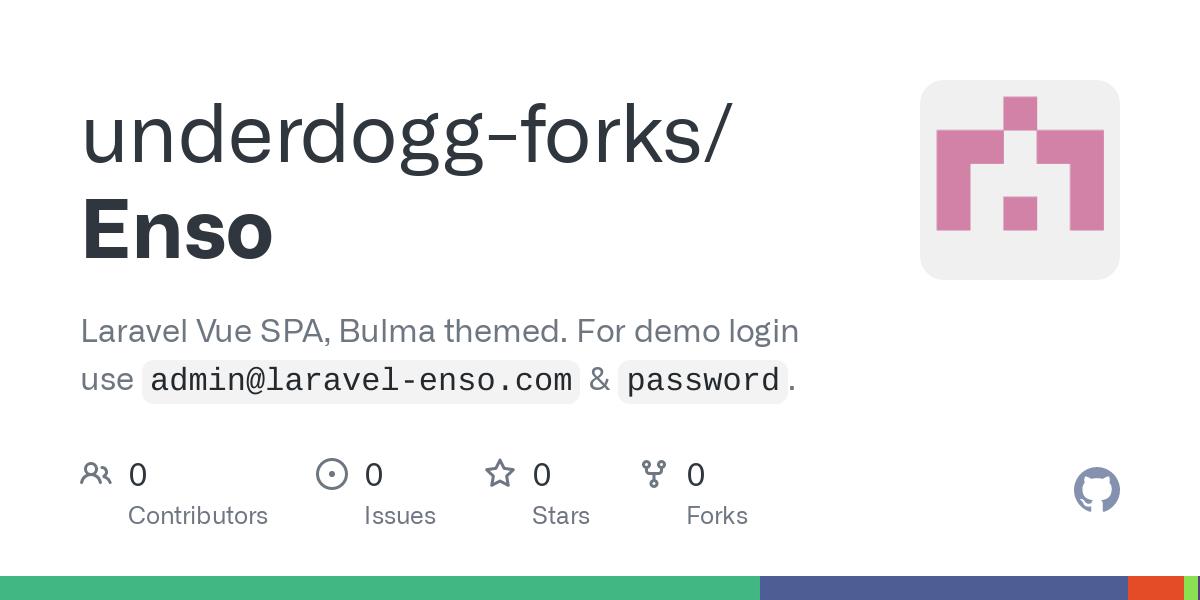 underdogg-forks/
Enso
Laravel Vue SPA, Bulma themed. For demo login
use admin@laravel-enso.com & password.
0 0 0 0
Contributors Issues Stars Forks